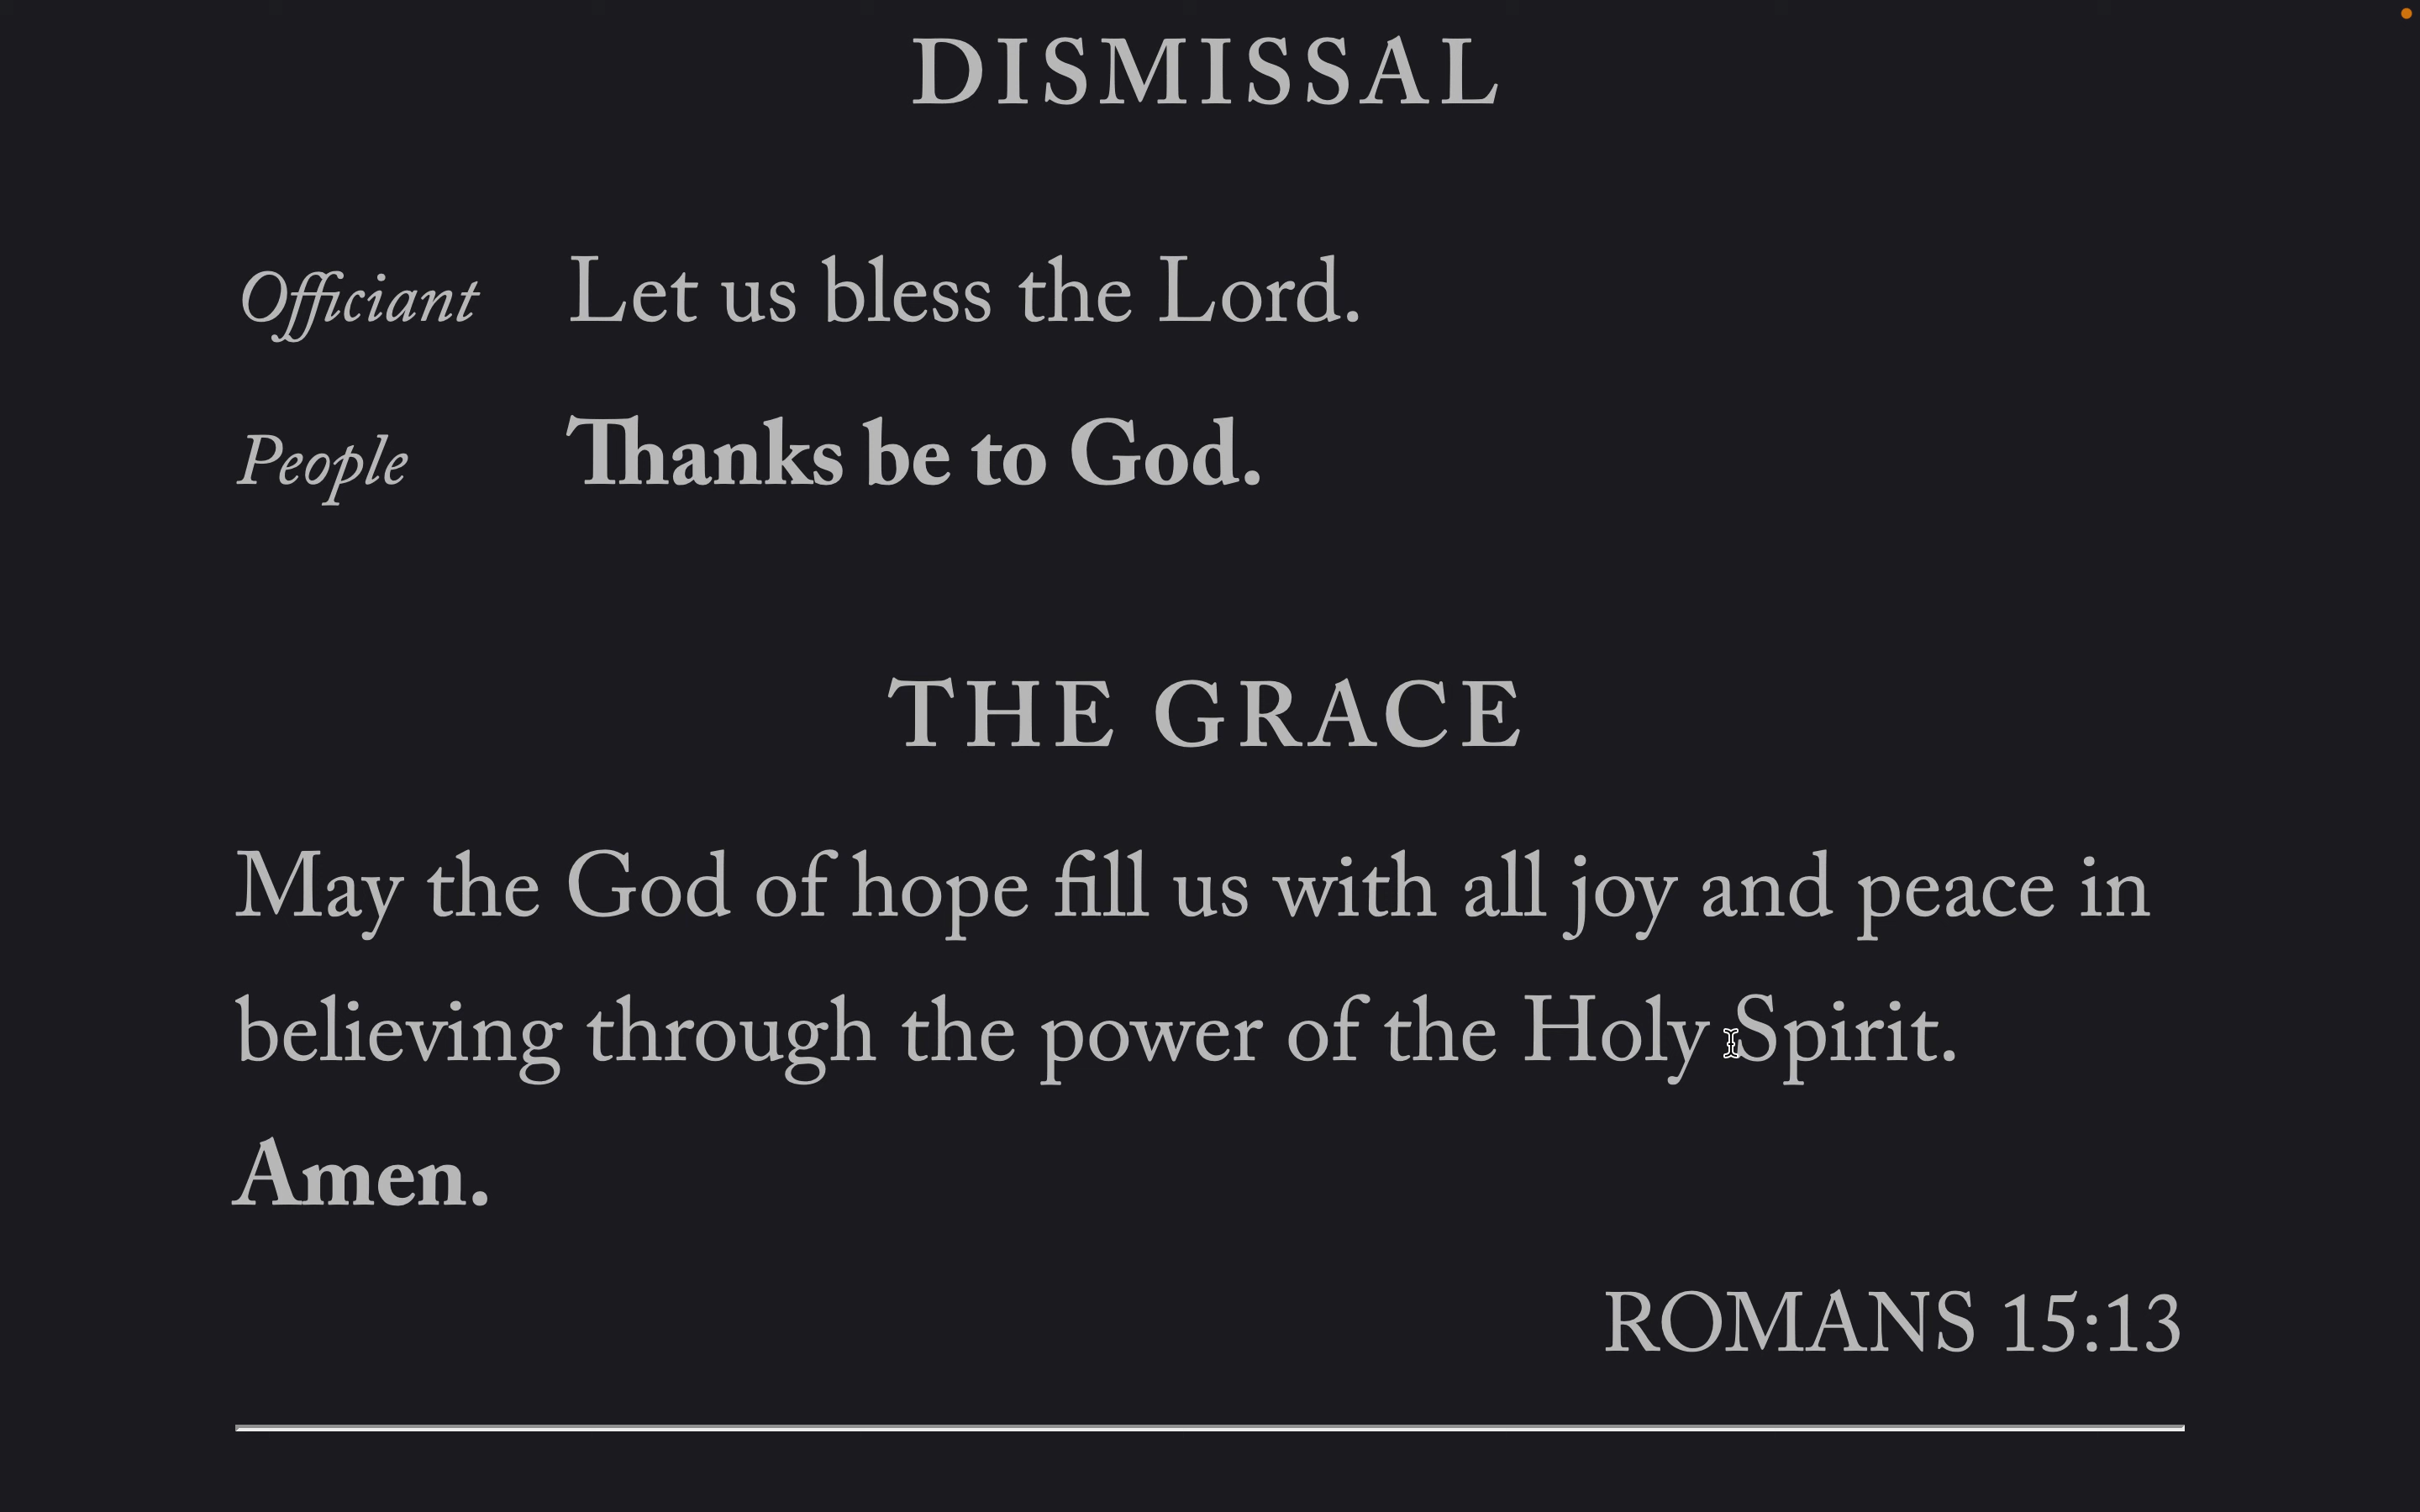 DISMISSAL
Officiant Let us bless the Lord.
People Thanks be to God.
THE GRACE
May the God of hope fill us with all joy and peace in
believing through the power of the Holy Spirit.
Amen.
ROMANS 15:13